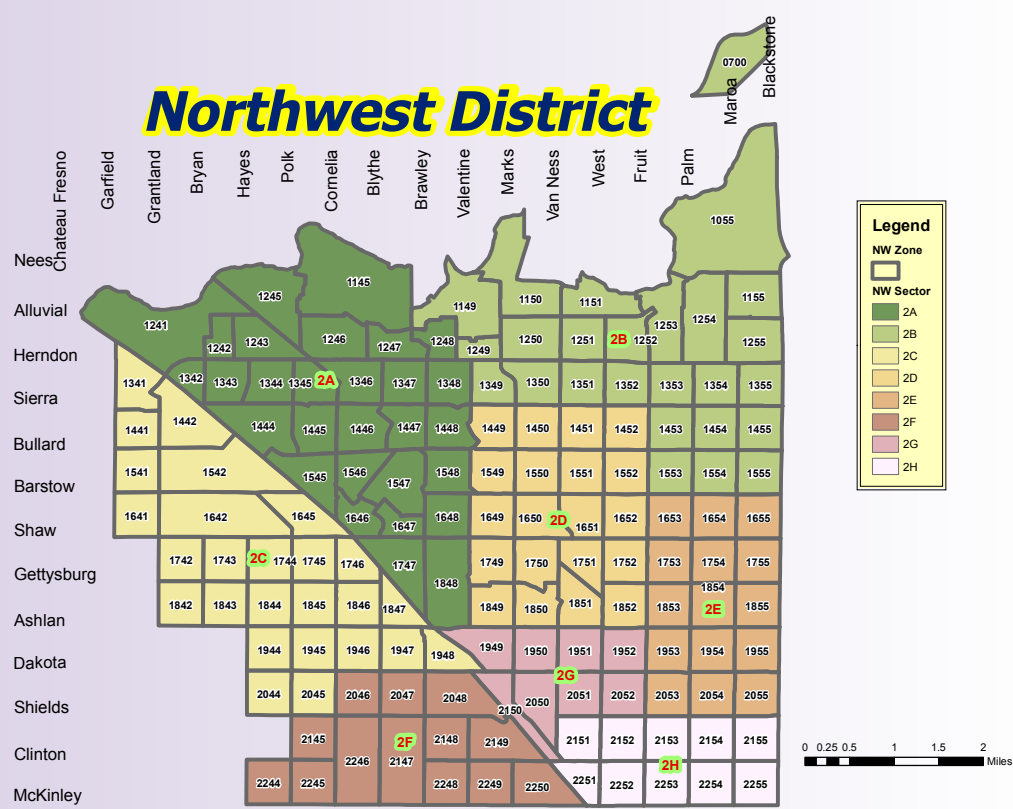 Northwest District
Chateau Fresno
Garfield
Grantland
Bryan
Hayes
Polk
Cornelia
Blythe
Brawley
Valentine
Marks
Van Ness
West
Fruit
Palm
Maroa
Blackstone
Nees
Alluvial
Herndon
Sierra
Bullard
Barstow
Shaw
Gettysburg
Ashlan
Dakota
Shields
Clinton
McKinley
0700
1055
1145
1245
1241
1149
1150
1151
1155
1242 1243 1246 1247 1248 1249 1250 1251 2B 1252 1253 1254 1255
1341 1342 1343 1344 1345 2A 1346 1347 1348 1349 1350 1351 1352 1353 1354 1355
1441 1442 1444 1445 1446 1447 1448 1449 1450 1451 1452 1453 1454 1455
1541 1542 1545 1546 1547 1548 1549 1550 1551 1552 1553 1554 1555
1641 1642 1645 1646 1647 1648 1649 1650 2D 1651 1652 1653 1654 1655
1742 1743 2C 1744 1745 1746 1747 1749 1750 1751 1752 1753 1754 1755
1842 1843 1844 1845 1846 1847 1848 1849 1850 1851 1852 1853 1854 2E 1855
1944 1945 1946 1947 1948 1949 1950 1951 1952 1953 1954 1955
2G
2044 2045 2046 2047 2048 2050 2051 2052 2053 2054 2055
2145 2F 2147 2148 2149 2150 2151 2152 2153 2154 2155
2H
2244 2245 2246 2248 2249 2250 2251 2252 2253 2254 2255
Legend
NW Zone
NW Sector
2A
2B
2C
2D
2E
2F
2G
2H
0 0.25 0.5 1 1.5 2
Miles